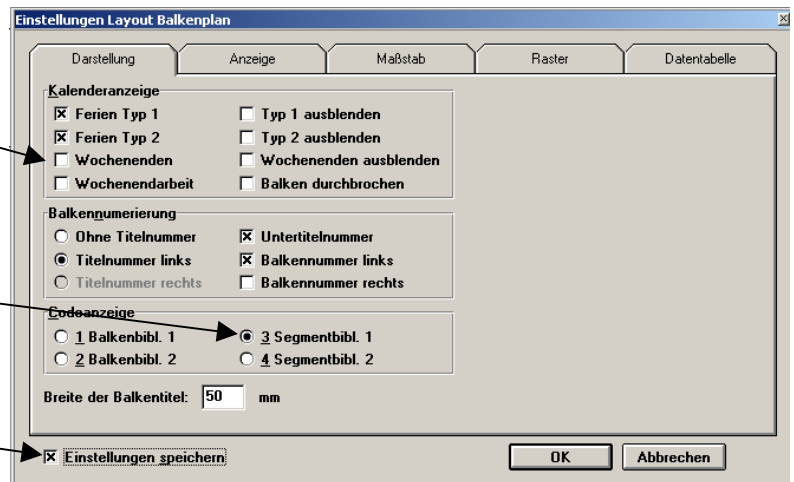 Einstellungen Layout Balkenplan
Darstellung Anzeige Maßstab Raster Datentabelle
Kalenderanzeige
Ferien Typ 1 Typ 1 ausblenden
Ferien Typ 2 Typ 2 ausblenden
Wochenenden Wochenenden ausblenden
Wochenendarbeit Balken durchbrochen
Balkennumerierung
Ohne Titelnummer Untertitelnummer
Titelnummer links Balkennummer links
Titelnummer rechts Balkennummer rechts
Codeanzeige
1 Balkenbibl. 1 3 Segmentbibl. 1
2 Balkenbibl. 2 4 Segmentbibl. 2
Breite der Balkentitel: 50 mm
Einstellungen speichern OK Abbrechen